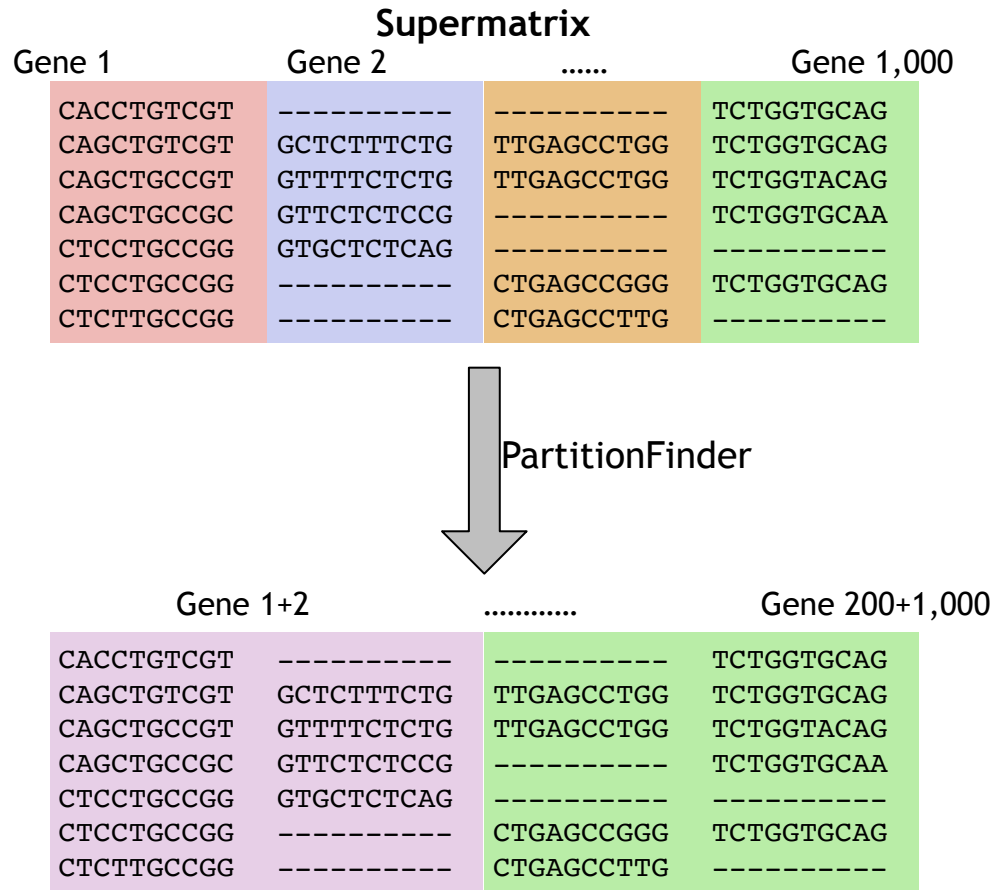 Supermatrix
Gene 1 Gene 2 ...... Gene 1,000
CACCTGTCGT ---------- ---------- TCTGGTGCAG
CAGCTGTCGT GCTCTTTCTG TTGAGCCTGG TCTGGTGCAG
CAGCTGCCGT GTTTTCTCTG TTGAGCCTGG TCTGGTACAG
CAGCTGCCGC GTTCTCTCCG ---------- TCTGGTGCAA
CTCCTGCCGG GTGCTCTCAG ---------- ----------
CTCCTGCCGG ---------- CTGAGCCGGG TCTGGTGCAG
CTCTTGCCGG ---------- CTGAGCCTTG ----------
PartitionFinder
Gene 1+2 ............ Gene 200+1,000
CACCTGTCGT ---------- ---------- TCTGGTGCAG
CAGCTGTCGT GCTCTTTCTG TTGAGCCTGG TCTGGTGCAG
CAGCTGCCGT GTTTTCTCTG TTGAGCCTGG TCTGGTACAG
CAGCTGCCGC GTTCTCTCCG ---------- TCTGGTGCAA
CTCCTGCCGG GTGCTCTCAG ---------- ----------
CTCCTGCCGG ---------- CTGAGCCGGG TCTGGTGCAG
CTCTTGCCGG ---------- CTGAGCCTTG ----------